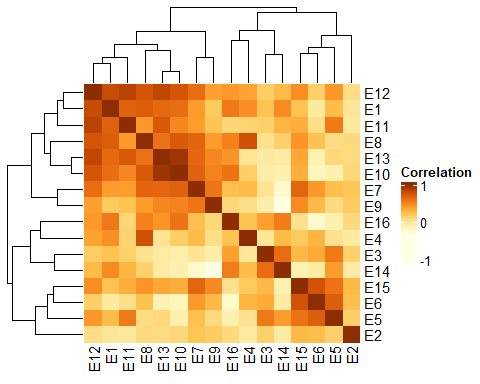 E12
E1
E11
E8
E13
E10
E7
E9
E16
E4
E3
E14
E15
E6
E5
E2
Correlation
1
0
-1
E12 E1 E11 E8 E13 E10 E7 E9 E16 E4 E3 E14 E15 E6 E5 E2